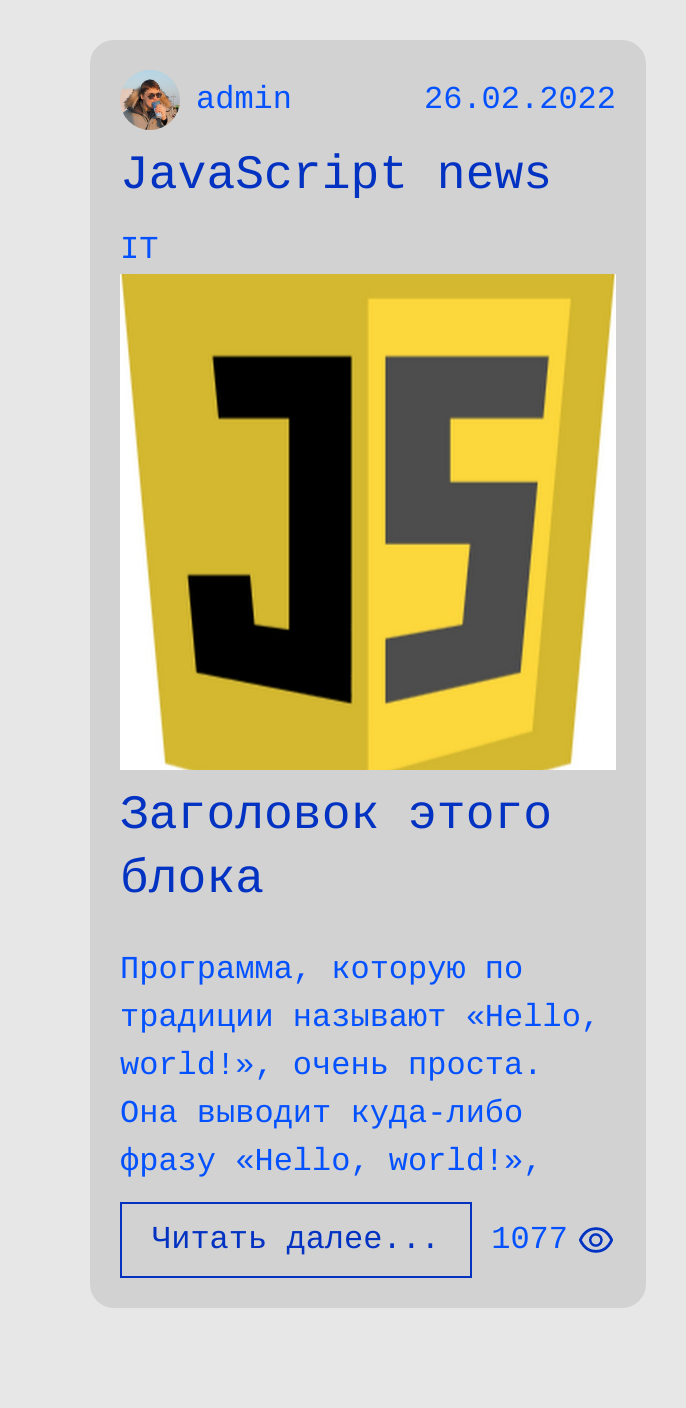 admin 26.02.2022
JavaScript news
IT
JS
Заголовок этого
блока
Программа, которую по
традиции называют «Hello,
world!», очень проста.
Она выводит куда-либо
фразу «Hello, world!»,
Читать далее... 1077